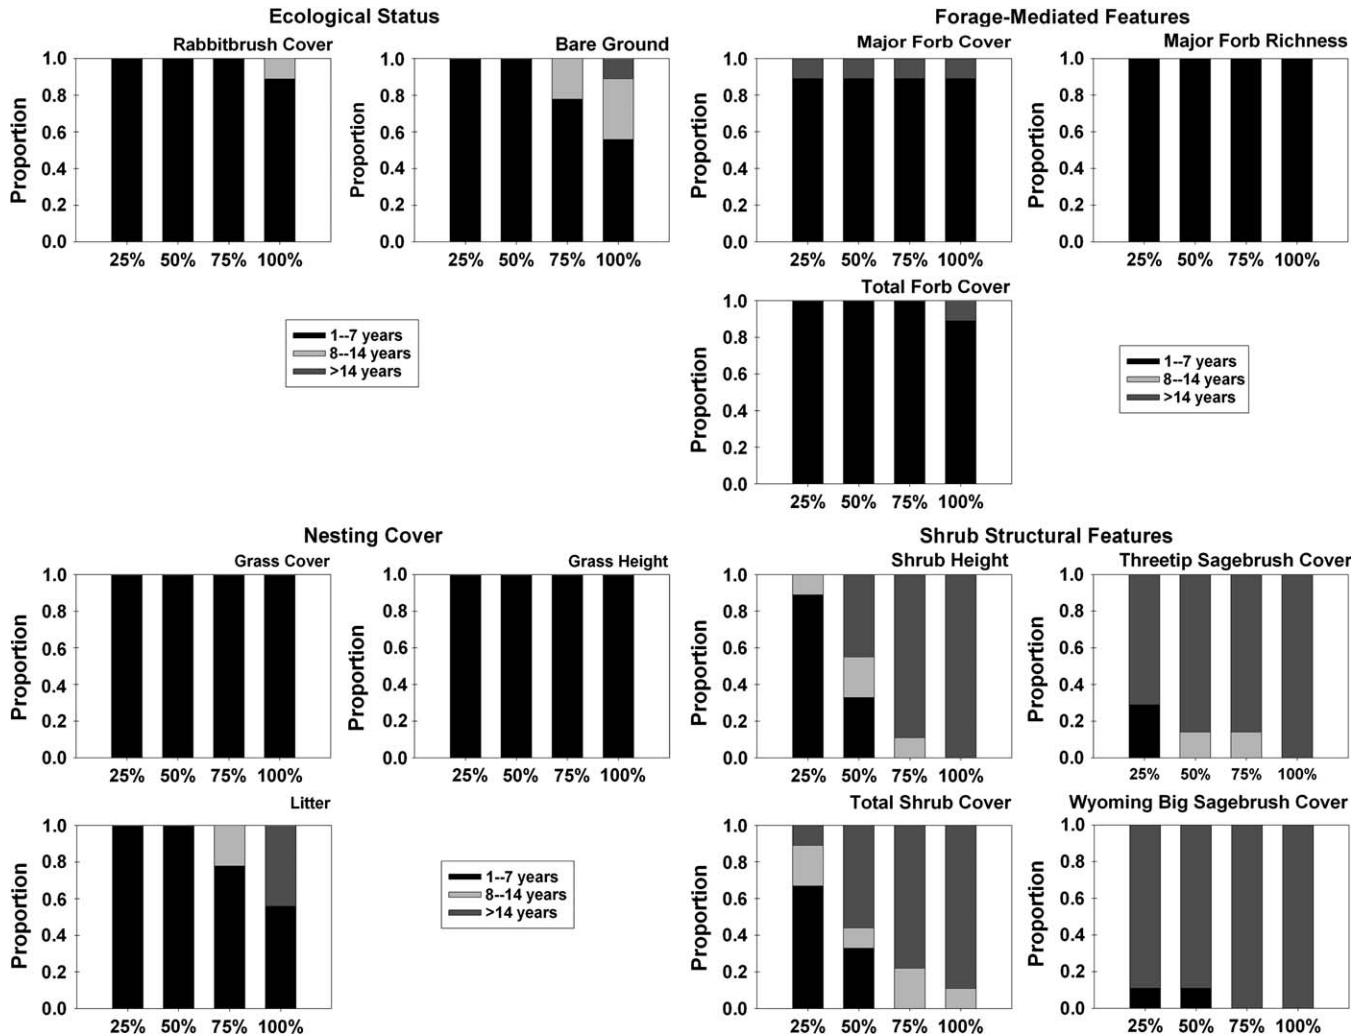 Ecological Status
Rabbitbrush Cover
Proportion
1.0
0.8
0.6
0.4
0.2
0.0
25% 50% 75% 100%
Bare Ground
Proportion
1.0
0.8
0.6
0.4
0.2
0.0
25% 50% 75% 100%
1--7 years
8--14 years
>14 years
Forage-Mediated Features
Major Forb Cover
Proportion
1.0
0.8
0.6
0.4
0.2
0.0
25% 50% 75% 100%
Major Forb Richness
Proportion
1.0
0.8
0.6
0.4
0.2
0.0
25% 50% 75% 100%
Total Forb Cover
Proportion
1.0
0.8
0.6
0.4
0.2
0.0
25% 50% 75% 100%
1--7 years
8--14 years
>14 years
Nesting Cover
Grass Cover
Proportion
1.0
0.8
0.6
0.4
0.2
0.0
25% 50% 75% 100%
Grass Height
Proportion
1.0
0.8
0.6
0.4
0.2
0.0
25% 50% 75% 100%
Litter
Proportion
1.0
0.8
0.6
0.4
0.2
0.0
25% 50% 75% 100%
1--7 years
8--14 years
>14 years
Shrub Structural Features
Shrub Height
Proportion
1.0
0.8
0.6
0.4
0.2
0.0
25% 50% 75% 100%
Threetip Sagebrush Cover
Proportion
1.0
0.8
0.6
0.4
0.2
0.0
25% 50% 75% 100%
Total Shrub Cover
Proportion
1.0
0.8
0.6
0.4
0.2
0.0
25% 50% 75% 100%
Wyoming Big Sagebrush Cover
Proportion
1.0
0.8
0.6
0.4
0.2
0.0
25% 50% 75% 100%